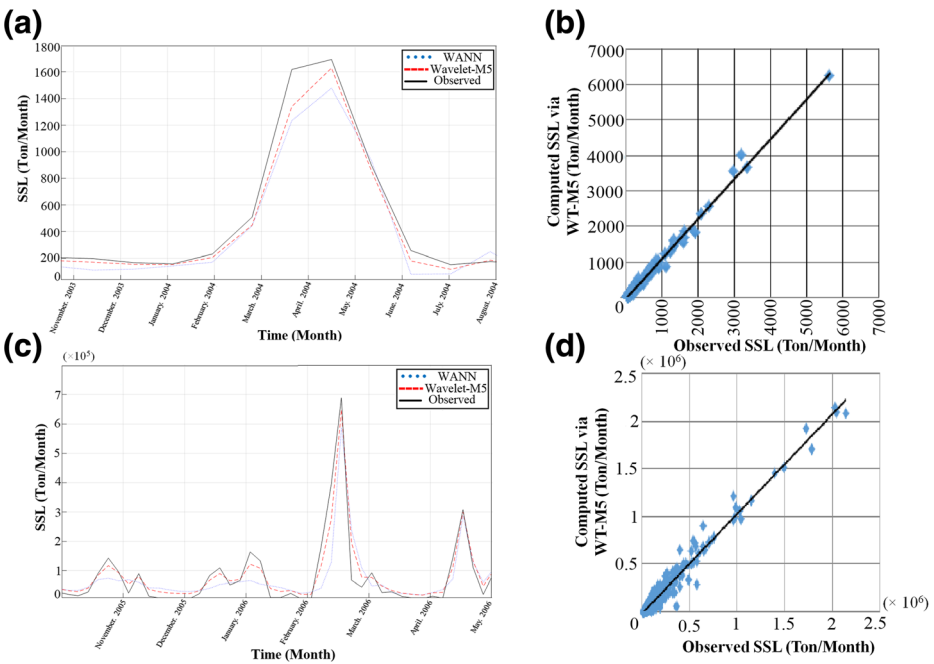 (a)
1800
1600
1400
1200
1000
800
600
400
200
0
SSL (Ton/Month)
WANN
Wavelet-M5
Observed
November. 2003
December. 2003
January. 2004
February. 2004
March. 2004
April. 2004
May. 2004
June. 2004
July. 2004
August. 2004
Time (Month)
(b)
7000
6000
5000
4000
3000
2000
1000
0
Computed SSL via
WT-M5 (Ton/Month)
0
1000
2000
3000
4000
5000
6000
7000
Observed SSL (Ton/Month)
(c)
(×10⁵)
7
6
5
4
3
2
1
0
SSL (Ton/Month)
WANN
Wavelet-M5
Observed
November. 2005
December. 2005
January. 2006
February. 2006
March. 2006
April. 2006
May. 2006
Time (Month)
(d)
(× 10⁶)
2.5
2
1.5
1
0.5
0
Computed SSL via
WT-M5 (Ton/Month)
0.5
1
1.5
2
2.5
(× 10⁶)
Observed SSL (Ton/Month)